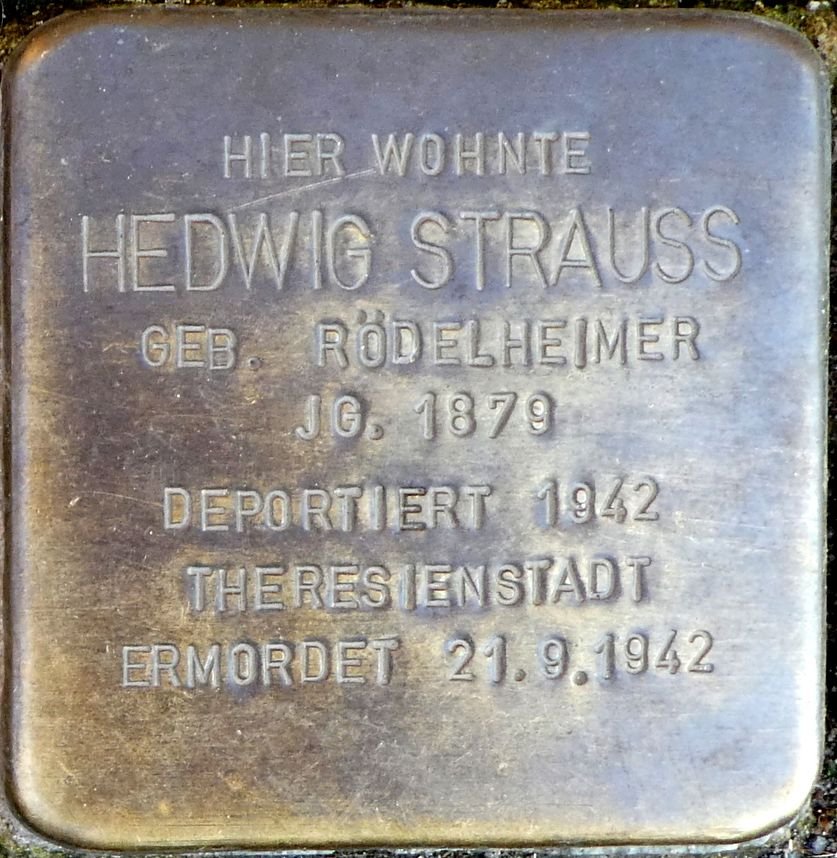 HIER WOHNTE
HEDWIG STRAUSS
GEB. RÖDELHEIMER
JG. 1879
DEPORTIERT 1942
THERESIENSTADT
ERMORDET 21.9.1942